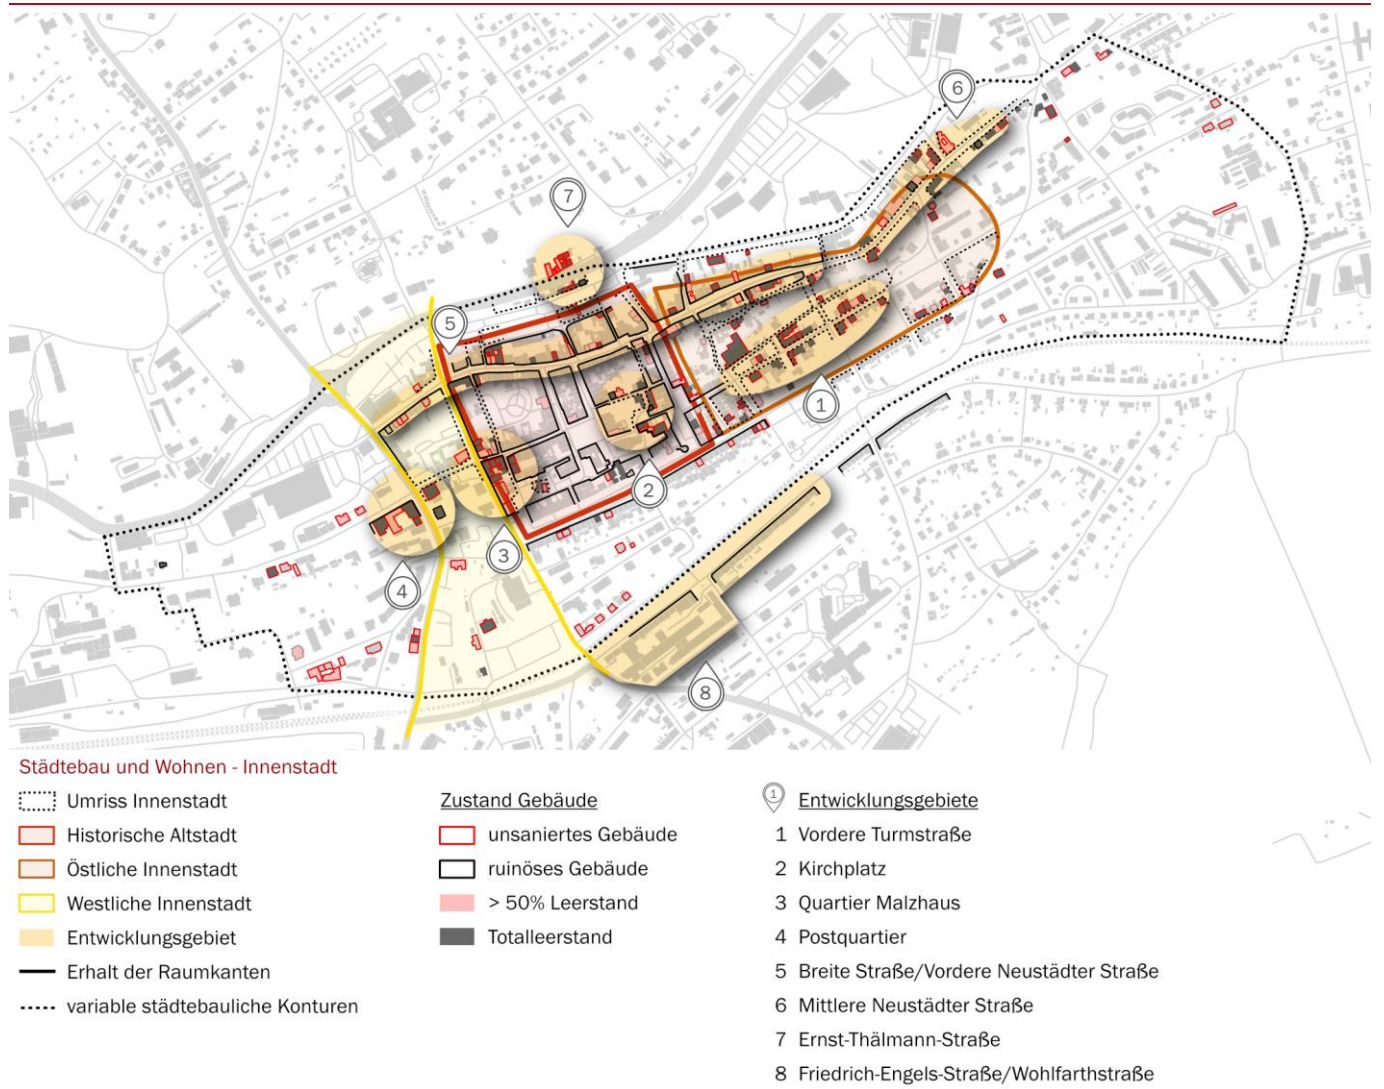 6
7
5
1
2
3
4
8
Städtebau und Wohnen - Innenstadt
Umriss Innenstadt
Historische Altstadt
Östliche Innenstadt
Westliche Innenstadt
Entwicklungsgebiet
Erhalt der Raumkanten
variable städtebauliche Konturen
Zustand Gebäude
unsaniertes Gebäude
ruinöses Gebäude
> 50% Leerstand
Totalleerstand
1 Entwicklungsgebiete
1 Vordere Turmstraße
2 Kirchplatz
3 Quartier Malzhaus
4 Postquartier
5 Breite Straße/Vordere Neustädter Straße
6 Mittlere Neustädter Straße
7 Ernst-Thälmann-Straße
8 Friedrich-Engels-Straße/Wohlfarthstraße